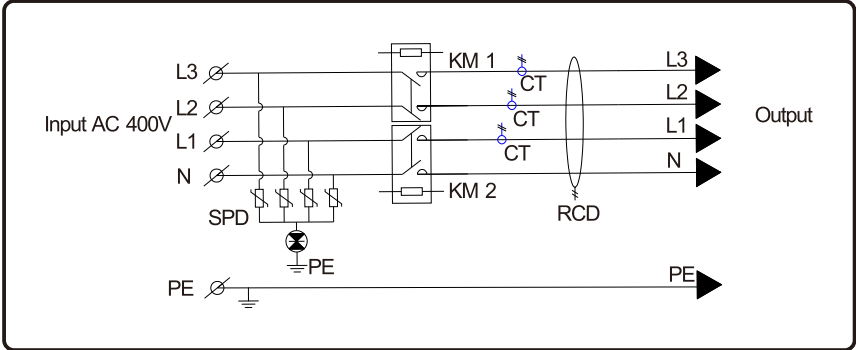 KM 1
L3
L3
CT
L2
L2
CT
Input AC 400V
Output
L1
L1
CT
N
N
KM 2
SPD
RCD
PE
PE
PE